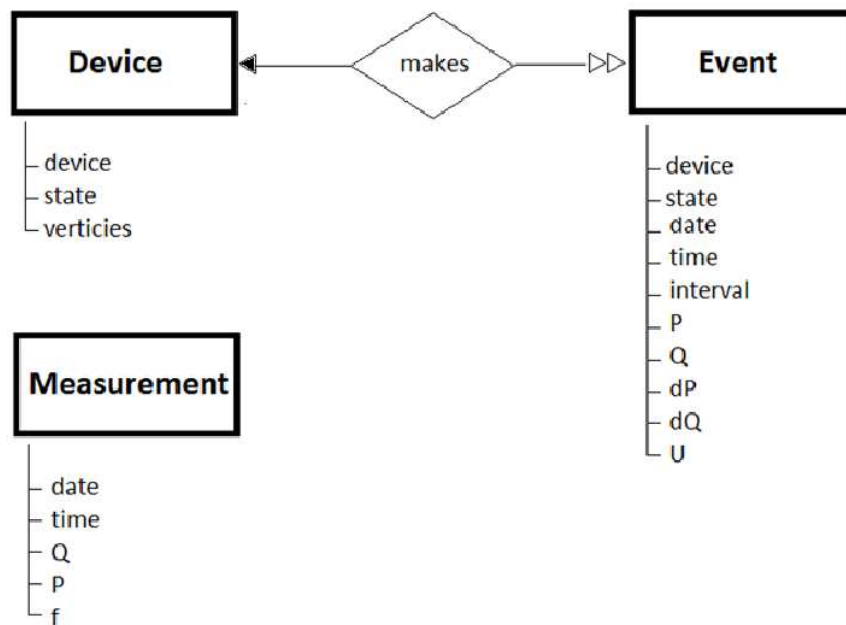 Device
makes
Event
device
state
verticies
device
state
date
time
interval
P
Q
dP
dQ
U
Measurement
date
time
Q
P
f